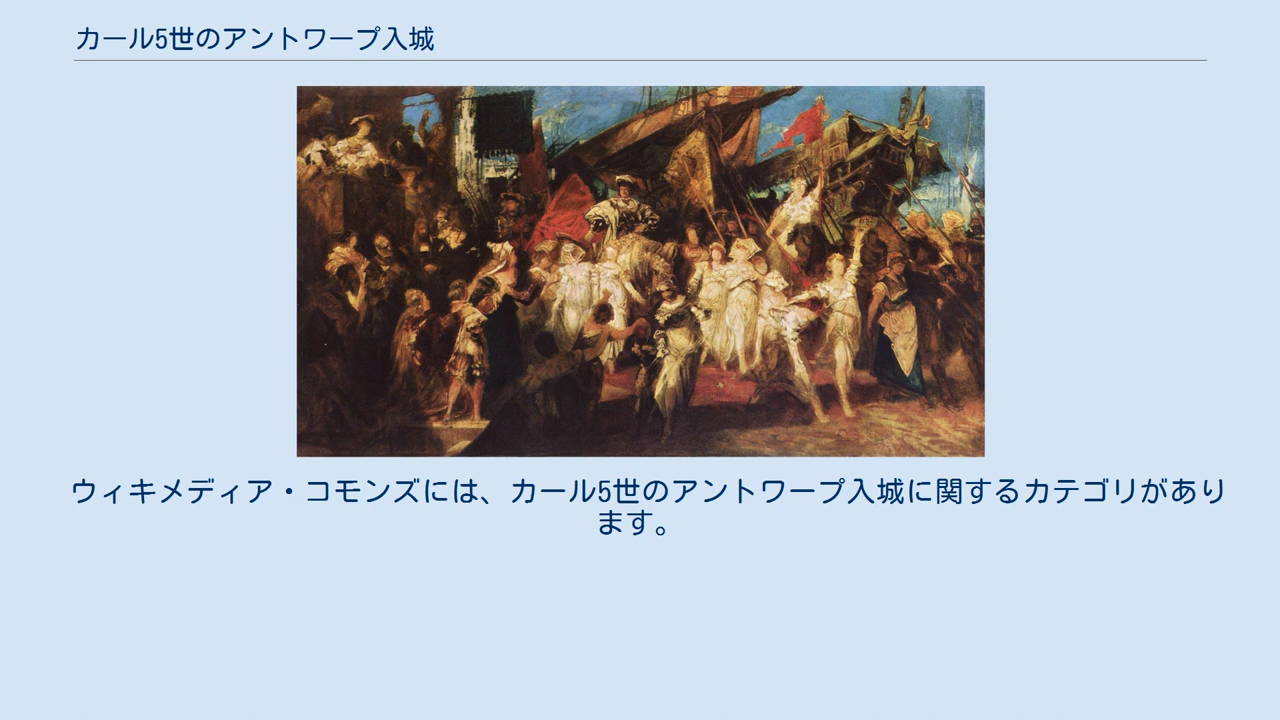 カール5世のアントワープ入城
ウィキメディア・コモンズには、カール5世のアントワープ入城に関するカテゴリがあり
ます。